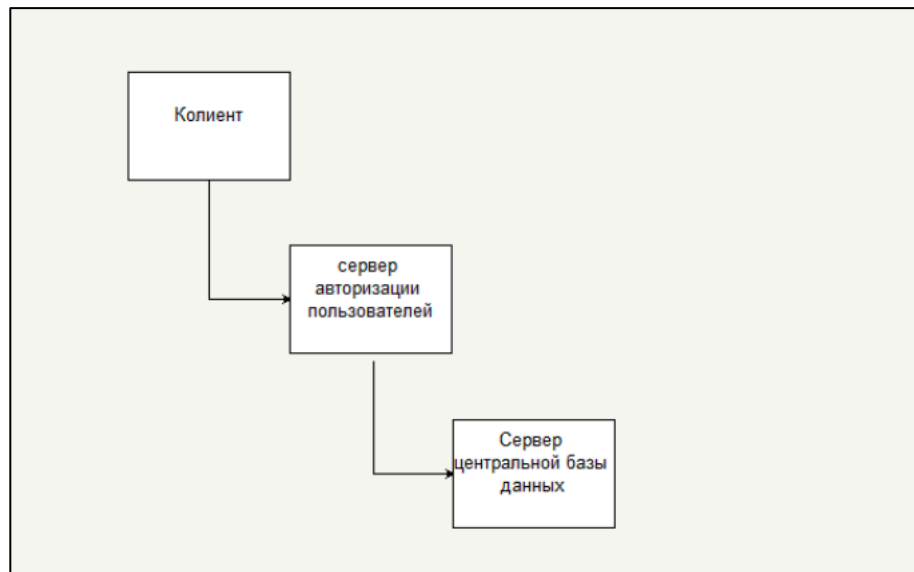 Колиент
сервер
авторизации
пользователей
Сервер
центральной базы
данных